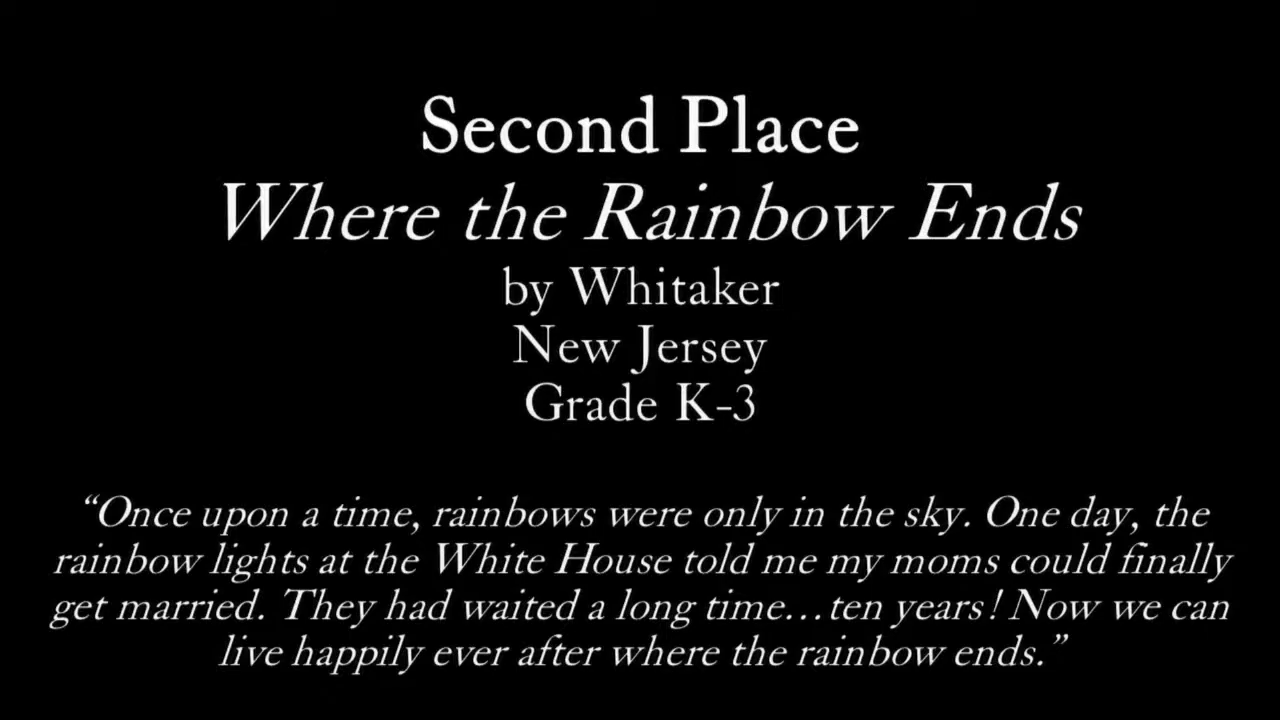 Second Place
Where the Rainbow Ends
by Whitaker
New Jersey
Grade K-3
“Once upon a time, rainbows were only in the sky. One day, the
rainbow lights at the White House told me my moms could finally
get married. They had waited a long time...ten years! Now we can
live happily ever after where the rainbow ends.”